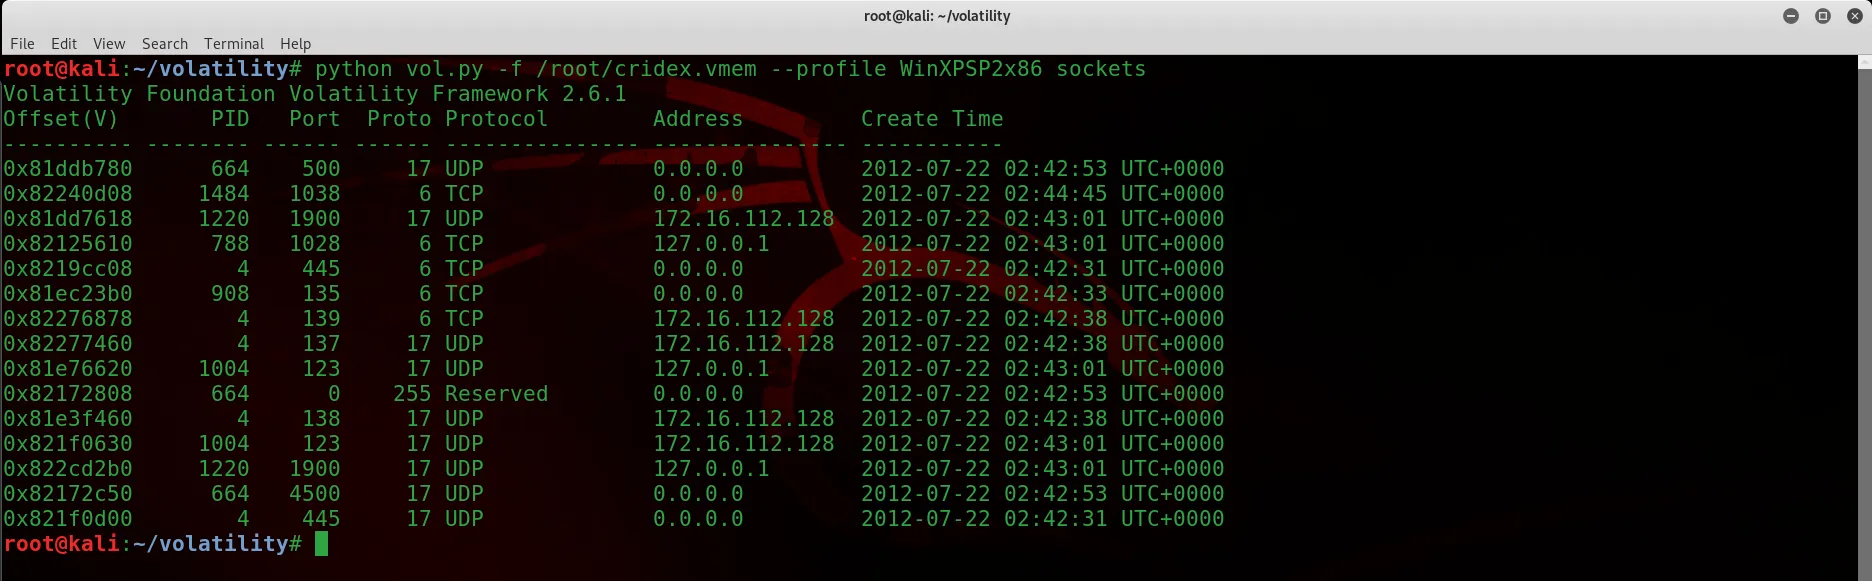 root@kali: ~/volatility
File Edit View Search Terminal Help
root@kali:~/volatility# python vol.py -f /root/cridex.vmem --profile WinXPSP2x86 sockets
Volatility Foundation Volatility Framework 2.6.1
Offset(V)       PID   Port  Proto Protocol        Address         Create Time
---------- -------- ------ ------ --------------- --------------- -----------
0x81ddb780      664    500     17 UDP             0.0.0.0         2012-07-22 02:42:53 UTC+0000
0x82240d08     1484   1038      6 TCP             0.0.0.0         2012-07-22 02:44:45 UTC+0000
0x81dd7618     1220   1900     17 UDP             172.16.112.128  2012-07-22 02:43:01 UTC+0000
0x82125610      788   1028      6 TCP             127.0.0.1       2012-07-22 02:43:01 UTC+0000
0x8219cc08        4    445      6 TCP             0.0.0.0         2012-07-22 02:42:31 UTC+0000
0x81ec23b0      908    135      6 TCP             0.0.0.0         2012-07-22 02:42:33 UTC+0000
0x82276878        4    139      6 TCP             172.16.112.128  2012-07-22 02:42:38 UTC+0000
0x82277460        4    137     17 UDP             172.16.112.128  2012-07-22 02:42:38 UTC+0000
0x81e76620     1004    123     17 UDP             127.0.0.1       2012-07-22 02:43:01 UTC+0000
0x82172808      664      0    255 Reserved        0.0.0.0         2012-07-22 02:42:53 UTC+0000
0x81e3f460        4    138     17 UDP             172.16.112.128  2012-07-22 02:42:38 UTC+0000
0x821f0630     1004    123     17 UDP             172.16.112.128  2012-07-22 02:43:01 UTC+0000
0x822cd2b0     1220   1900     17 UDP             127.0.0.1       2012-07-22 02:43:01 UTC+0000
0x82172c50      664   4500     17 UDP             0.0.0.0         2012-07-22 02:42:53 UTC+0000
0x821f0d00        4    445     17 UDP             0.0.0.0         2012-07-22 02:42:31 UTC+0000
root@kali:~/volatility#